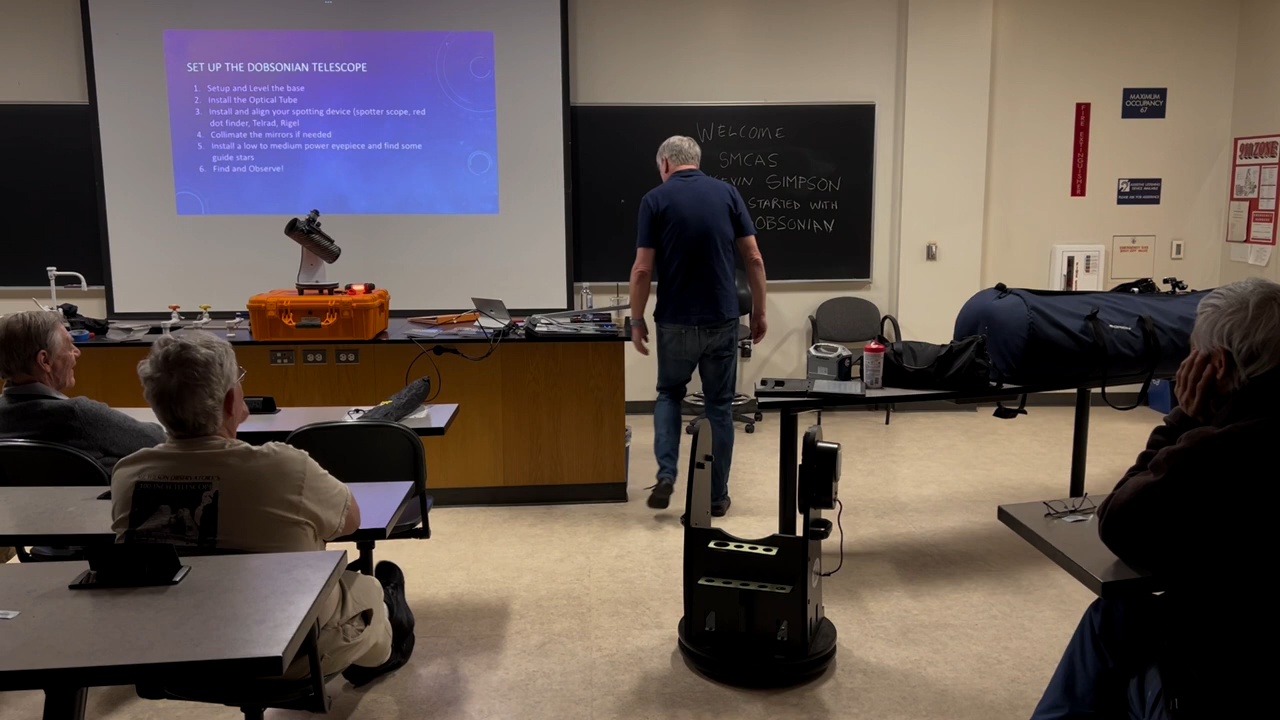 SET UP THE DOBSONIAN TELESCOPE
1. Setup and Level the base
2. Install the Optical Tube
3. Install and align your spotting device (spotter scope, red
dot finder, Telrad, Rigel
4. Collimate the mirrors if needed
5. Install a low to medium power eyepiece and find some
guide stars
6. Find and Observe!
WELCOME
SMCAS
SIMPSON
STARTED WITH
MAXIMUM
OCCUPANCY
67
FIRE EXTINGUISHER